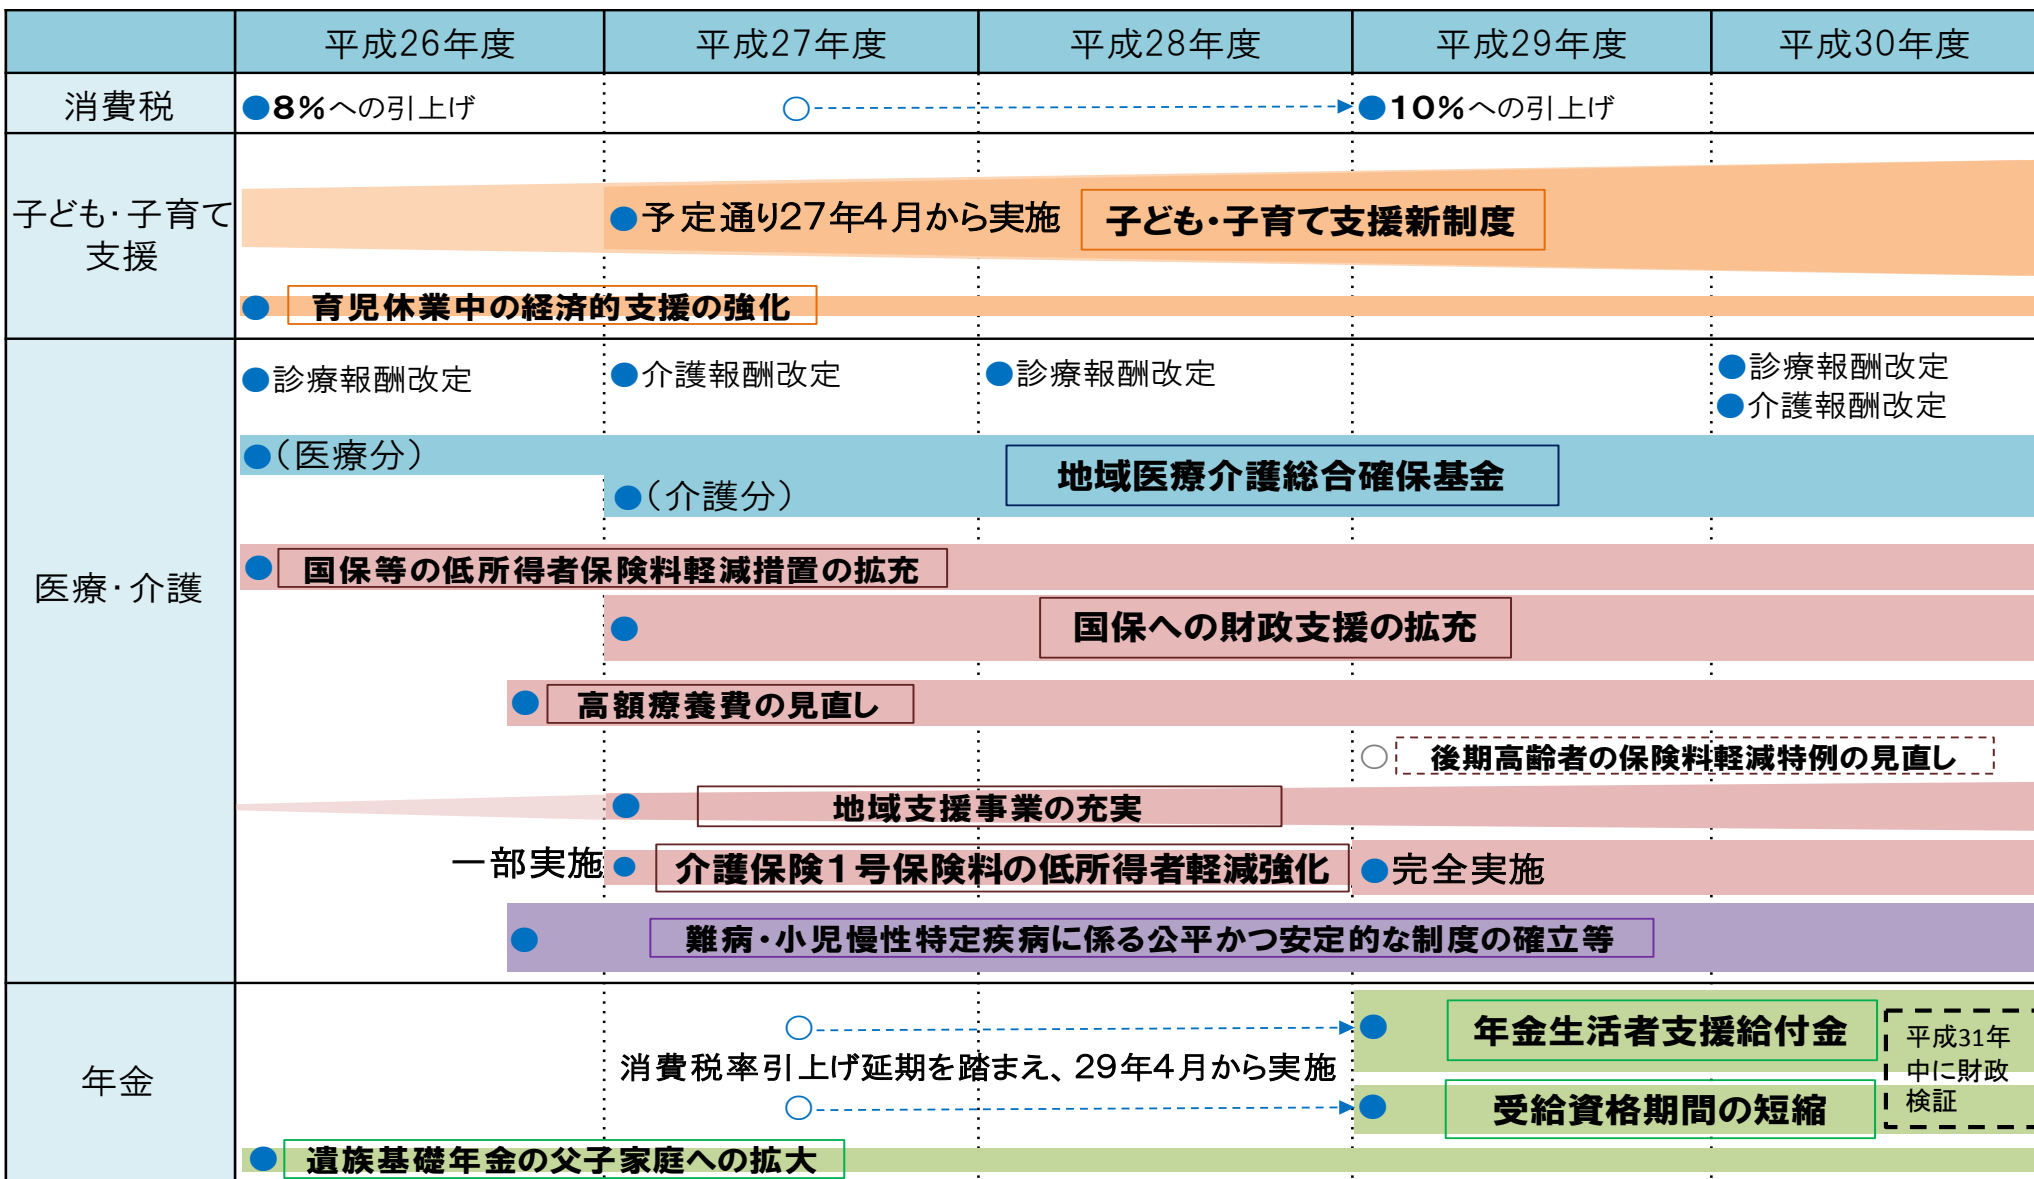 平成26年度 平成27年度 平成28年度 平成29年度 平成30年度
消費税
●8%への引上げ
●10%への引上げ
子ども・子育て
支援
●予定通り27年4月から実施
子ども・子育て支援新制度
育児休業中の経済的支援の強化
医療・介護
●診療報酬改定
●介護報酬改定
●診療報酬改定
●診療報酬改定
●介護報酬改定
●(医療分)
●(介護分)
地域医療介護総合確保基金
国保等の低所得者保険料軽減措置の拡充
国保への財政支援の拡充
高額療養費の見直し
後期高齢者の保険料軽減特例の見直し
地域支援事業の充実
一部実施
介護保険1号保険料の低所得者軽減強化
●完全実施
難病・小児慢性特定疾病に係る公平かつ安定的な制度の確立等
年金
年金生活者支援給付金
消費税率引上げ延期を踏まえ、29年4月から実施
受給資格期間の短縮
平成31年
中に財政
検証
遺族基礎年金の父子家庭への拡大